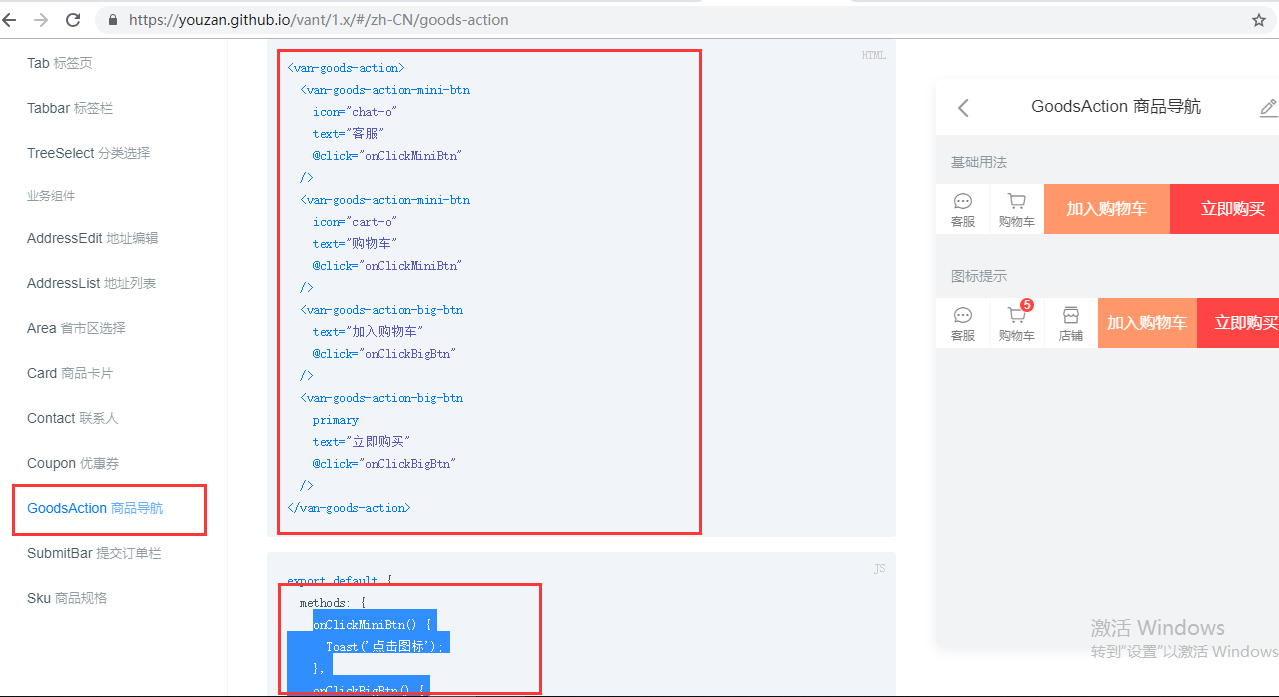 https://youzan.github.io/vant/1.x/#/zh-CN/goods-action
Tab 标签页
Tabbar 标签栏
TreeSelect 分类选择
业务组件
AddressEdit 地址编辑
AddressList 地址列表
Area 省市区选择
Card 商品卡片
Contact 联系人
Coupon 优惠券
GoodsAction 商品导航
SubmitBar 提交订单栏
Sku 商品规格
HTML
<van-goods-action>
  <van-goods-action-mini-btn
    icon="chat-o"
    text="客服"
    @click="onClickMiniBtn"
  />
  <van-goods-action-mini-btn
    icon="cart-o"
    text="购物车"
    @click="onClickMiniBtn"
  />
  <van-goods-action-big-btn
    text="加入购物车"
    @click="onClickBigBtn"
  />
  <van-goods-action-big-btn
    primary
    text="立即购买"
    @click="onClickBigBtn"
  />
</van-goods-action>
JS
export default {
  methods: {
    onClickMiniBtn() {
      Toast('点击图标');
    },
    onClickBigBtn() {
GoodsAction 商品导航
基础用法
客服 购物车 加入购物车 立即购买
图标提示
5
客服 购物车 店铺 加入购物车 立即购买
激活 Windows
转到"设置"以激活 Windows